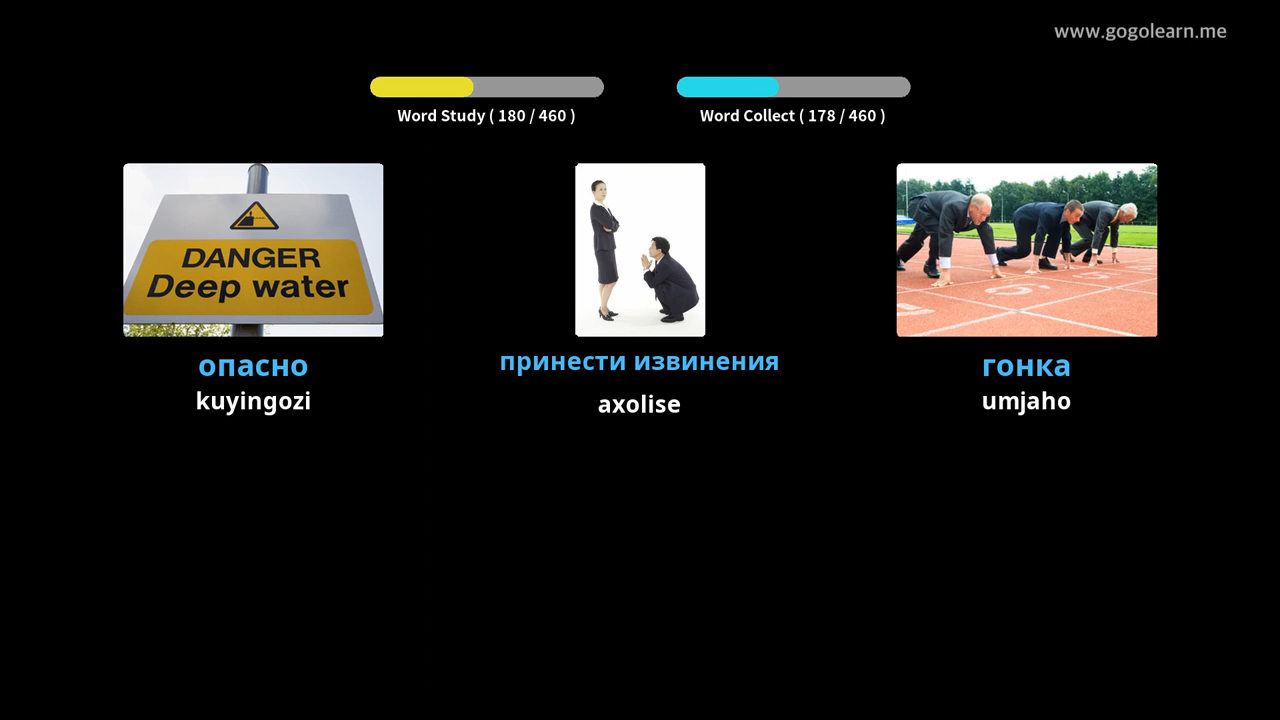 www.gogolearn.me
Word Study ( 180 / 460 )
Word Collect ( 178 / 460 )
DANGER
Deep water
опасно
kuyingozi
принести извинения
axolise
гонка
umjaho